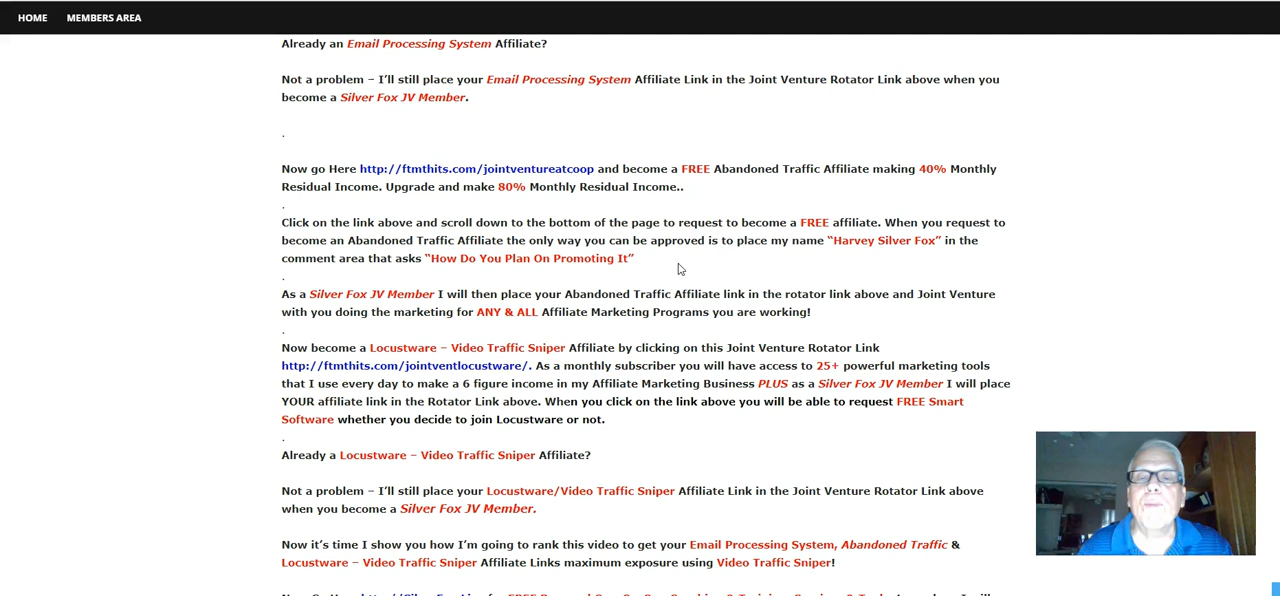 HOME MEMBERS AREA
Already an Email Processing System Affiliate?
Not a problem – I’ll still place your Email Processing System Affiliate Link in the Joint Venture Rotator Link above when you
become a Silver Fox JV Member.
.
Now go Here http://ftmthits.com/jointventureatcoop and become a FREE Abandoned Traffic Affiliate making 40% Monthly
Residual Income. Upgrade and make 80% Monthly Residual Income..
.
Click on the link above and scroll down to the bottom of the page to request to become a FREE affiliate. When you request to
become an Abandoned Traffic Affiliate the only way you can be approved is to place my name “Harvey Silver Fox” in the
comment area that asks “How Do You Plan On Promoting It”
.
As a Silver Fox JV Member I will then place your Abandoned Traffic Affiliate link in the rotator link above and Joint Venture
with you doing the marketing for ANY & ALL Affiliate Marketing Programs you are working!
.
Now become a Locustware – Video Traffic Sniper Affiliate by clicking on this Joint Venture Rotator Link
http://ftmthits.com/jointventlocustware/. As a monthly subscriber you will have access to 25+ powerful marketing tools
that I use every day to make a 6 figure income in my Affiliate Marketing Business PLUS as a Silver Fox JV Member I will place
YOUR affiliate link in the Rotator Link above. When you click on the link above you will be able to request FREE Smart
Software whether you decide to join Locustware or not.
.
Already a Locustware – Video Traffic Sniper Affiliate?
Not a problem – I’ll still place your Locustware/Video Traffic Sniper Affiliate Link in the Joint Venture Rotator Link above
when you become a Silver Fox JV Member.
Now it’s time I show you how I’m going to rank this video to get your Email Processing System, Abandoned Traffic &
Locustware – Video Traffic Sniper Affiliate Links maximum exposure using Video Traffic Sniper!